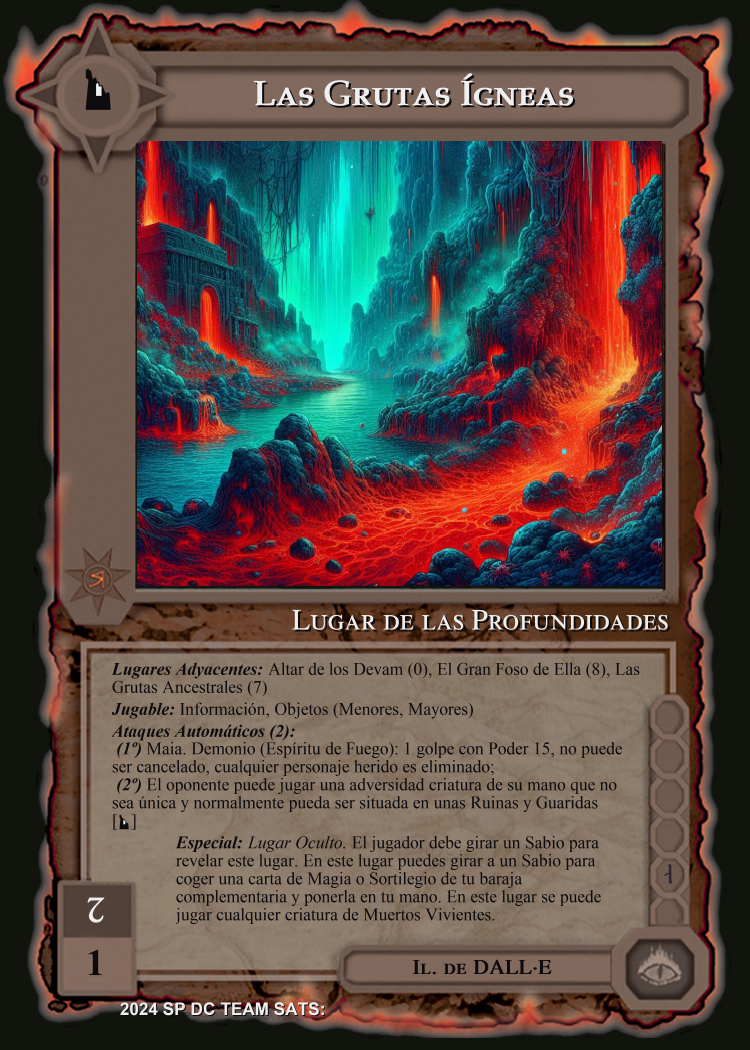 Las Grutas Ígneas
Lugar de las Profundidades
Lugares Adyacentes: Altar de los Devam (0), El Gran Foso de Ella (8), Las
Grutas Ancestrales (7)
Jugable: Información, Objetos (Menores, Mayores)
Ataques Automáticos (2):
(1º) Maia. Demonio (Espíritu de Fuego): 1 golpe con Poder 15, no puede
ser cancelado, cualquier personaje herido es eliminado;
(2º) El oponente puede jugar una adversidad criatura de su mano que no
sea única y normalmente pueda ser situada en unas Ruinas y Guaridas
[ ]
Especial: Lugar Oculto. El jugador debe girar un Sabio para
revelar este lugar. En este lugar puedes girar a un Sabio para
coger una carta de Magia o Sortilegio de tu baraja
complementaria y ponerla en tu mano. En este lugar se puede
jugar cualquier criatura de Muertos Vivientes.
1
Il. de DALL·E
2024 SP DC TEAM SATS: